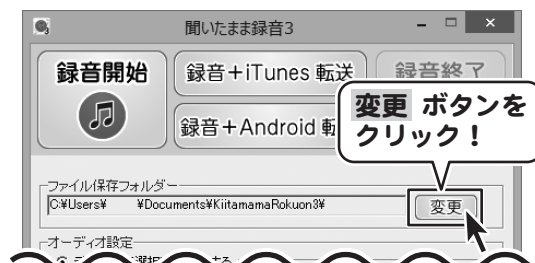 聞いたまま録音3
録音開始
録音+iTunes 転送
録音終了
録音+Android 転
変更 ボタンを
クリック！
ファイル保存フォルダー
C:¥Users¥ ¥Documents¥KiitamamaRokuon3¥
変更
オーディオ設定